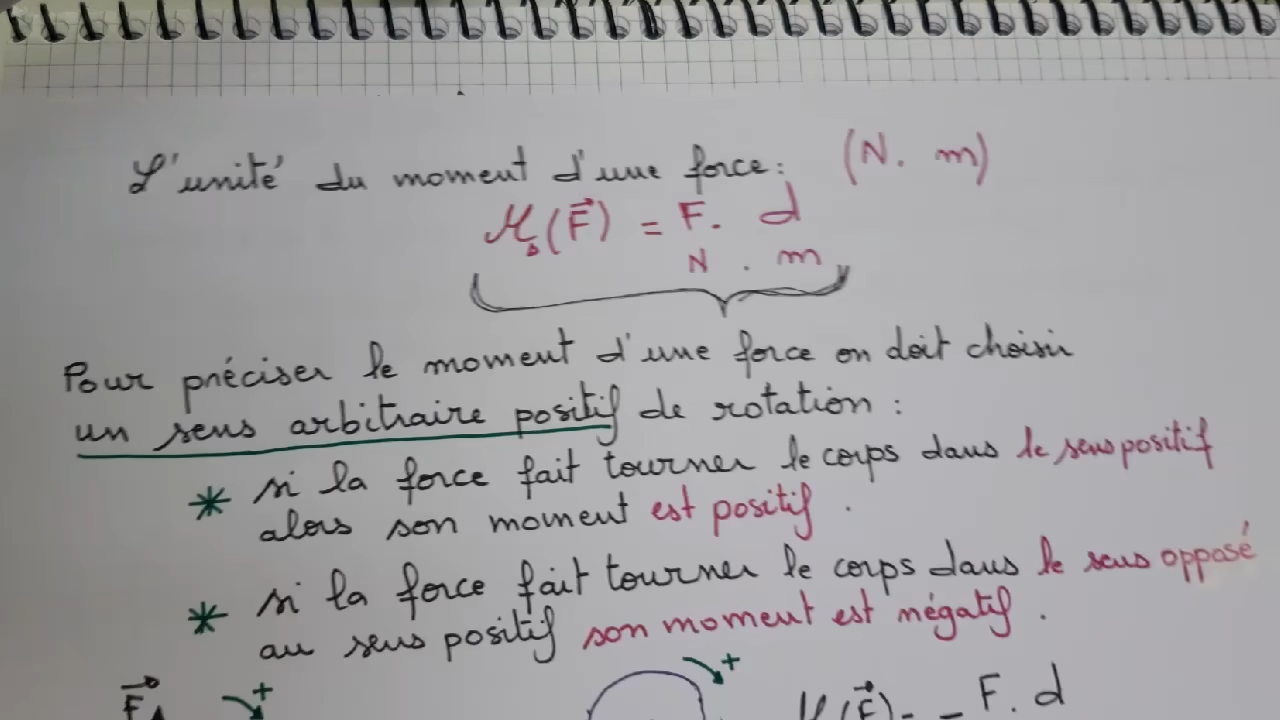 L'unité du moment d'une force: (N. m)
M_Δ(F⃗) = F. d
N . m
Pour préciser le moment d'une force on doit choisir
un sens arbitraire positif de rotation :
* si la force fait tourner le corps dans le sens positif
alors son moment est positif .
* si la force fait tourner le corps dans le sens opposé
au sens positif son moment est négatif .
F⃗ + + M(F⃗) = - F. d